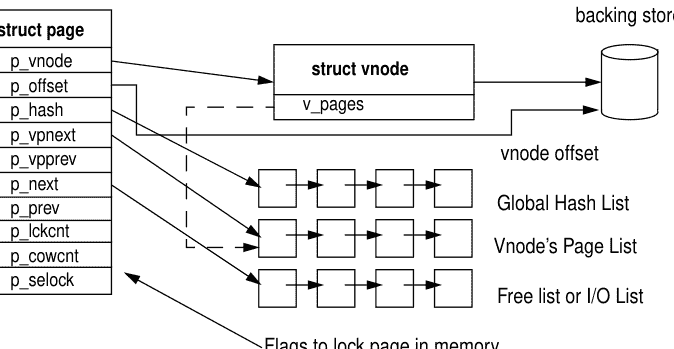 backing store
struct page
p_vnode
p_offset
p_hash
p_vpnext
p_vpprev
p_next
p_prev
p_lckcnt
p_cowcnt
p_selock
struct vnode
v_pages
vnode offset
Global Hash List
Vnode's Page List
Free list or I/O List
Flags to lock page in memory